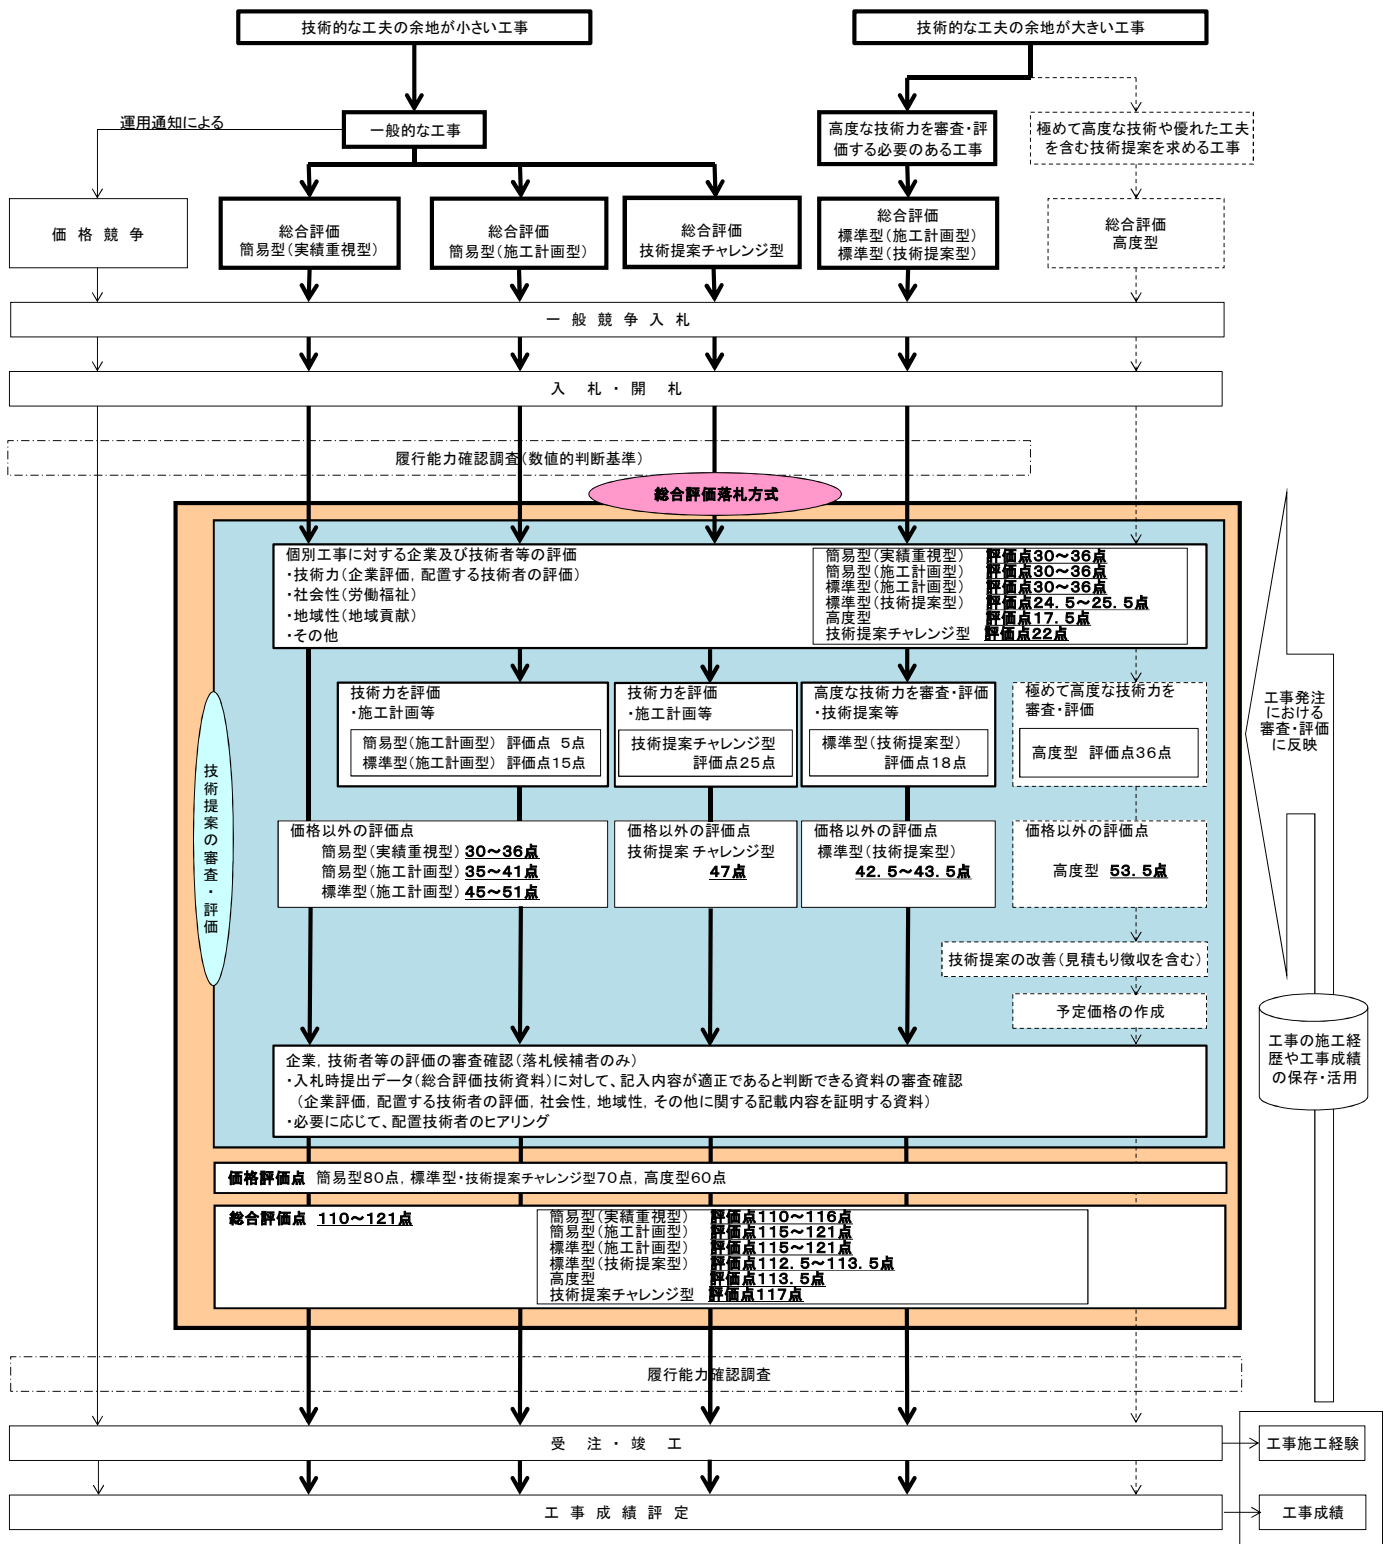 技術的な工夫の余地が小さい工事
技術的な工夫の余地が大きい工事
運用通知による
一般的な工事
高度な技術力を審査・評
価する必要のある工事
極めて高度な技術や優れた工夫
を含む技術提案を求める工事
価 格 競 争
総合評価
簡易型(実績重視型)
総合評価
簡易型(施工計画型)
総合評価
技術提案チャレンジ型
総合評価
標準型(施工計画型)
標準型(技術提案型)
総合評価
高度型
一 般 競 争 入 札
入 札 ・ 開 札
履行能力確認調査(数値的判断基準)
総合評価落札方式
個別工事に対する企業及び技術者等の評価
・技術力(企業評価, 配置する技術者の評価)
・社会性(労働福祉)
・地域性(地域貢献)
・その他
簡易型(実績重視型) 評価点30~36点
簡易型(施工計画型) 評価点30~36点
標準型(施工計画型) 評価点30~36点
標準型(技術提案型) 評価点24. 5~25. 5点
高度型 評価点17. 5点
技術提案チャレンジ型 評価点22点
技術提案の審査・評価
技術力を評価
・施工計画等
簡易型(施工計画型) 評価点 5点
標準型(施工計画型) 評価点15点
技術力を評価
・施工計画等
技術提案チャレンジ型
評価点25点
高度な技術力を審査・評価
・技術提案等
標準型(技術提案型)
評価点18点
極めて高度な技術力を
審査・評価
高度型 評価点36点
工事発注
における
審査・評価
に反映
価格以外の評価点
簡易型(実績重視型) 30~36点
簡易型(施工計画型) 35~41点
標準型(施工計画型) 45~51点
価格以外の評価点
技術提案チャレンジ型
47点
価格以外の評価点
標準型(技術提案型)
42. 5~43. 5点
価格以外の評価点
高度型 53. 5点
技術提案の改善(見積もり徴収を含む)
予定価格の作成
工事の施工経
歴や工事成績
の保存・活用
企業, 技術者等の評価の審査確認(落札候補者のみ)
・入札時提出データ(総合評価技術資料)に対して、記入内容が適正であると判断できる資料の審査確認
(企業評価, 配置する技術者の評価, 社会性, 地域性, その他に関する記載内容を証明する資料)
・必要に応じて、配置技術者のヒアリング
価格評価点 簡易型80点, 標準型・技術提案チャレンジ型70点, 高度型60点
総合評価点 110~121点
簡易型(実績重視型) 評価点110~116点
簡易型(施工計画型) 評価点115~121点
標準型(施工計画型) 評価点115~121点
標準型(技術提案型) 評価点112. 5~113. 5点
高度型 評価点113. 5点
技術提案チャレンジ型 評価点117点
履行能力確認調査
受 注 ・ 竣 工
工事施工経験
工 事 成 績 評 定
工事成績